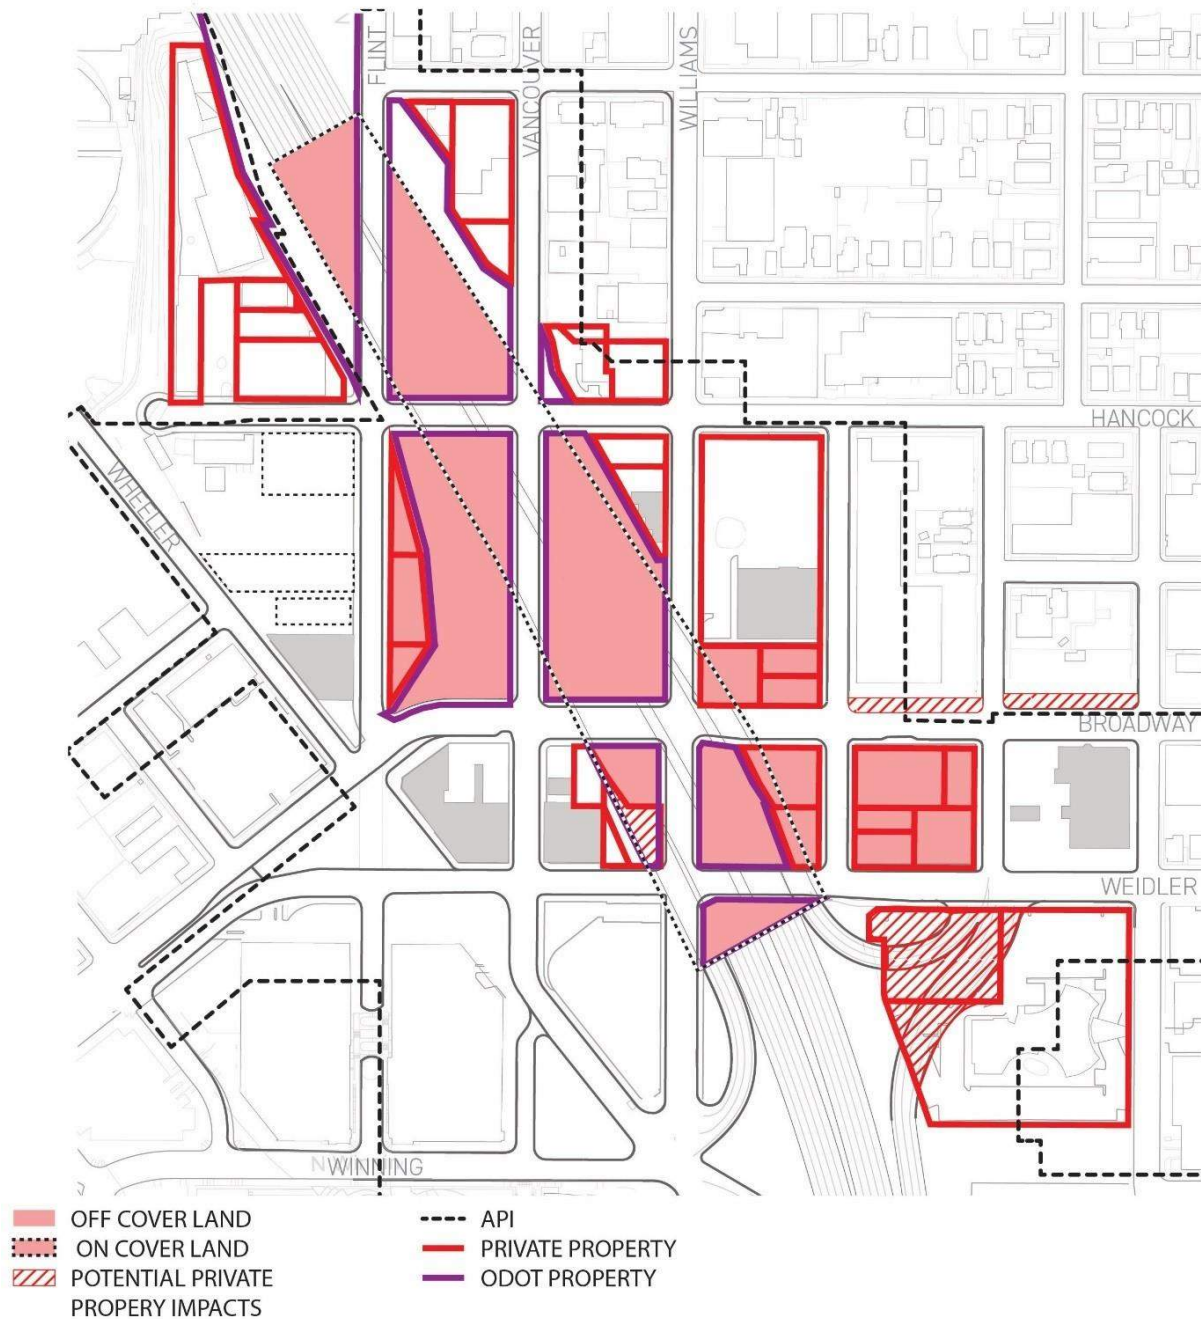 FLINT
VANCOUVER
WILLIAMS
HANCOCK
WHEELER
BROADWAY
WEIDLER
WINNING
OFF COVER LAND
ON COVER LAND
POTENTIAL PRIVATE
PROPERY IMPACTS
API
PRIVATE PROPERTY
ODOT PROPERTY